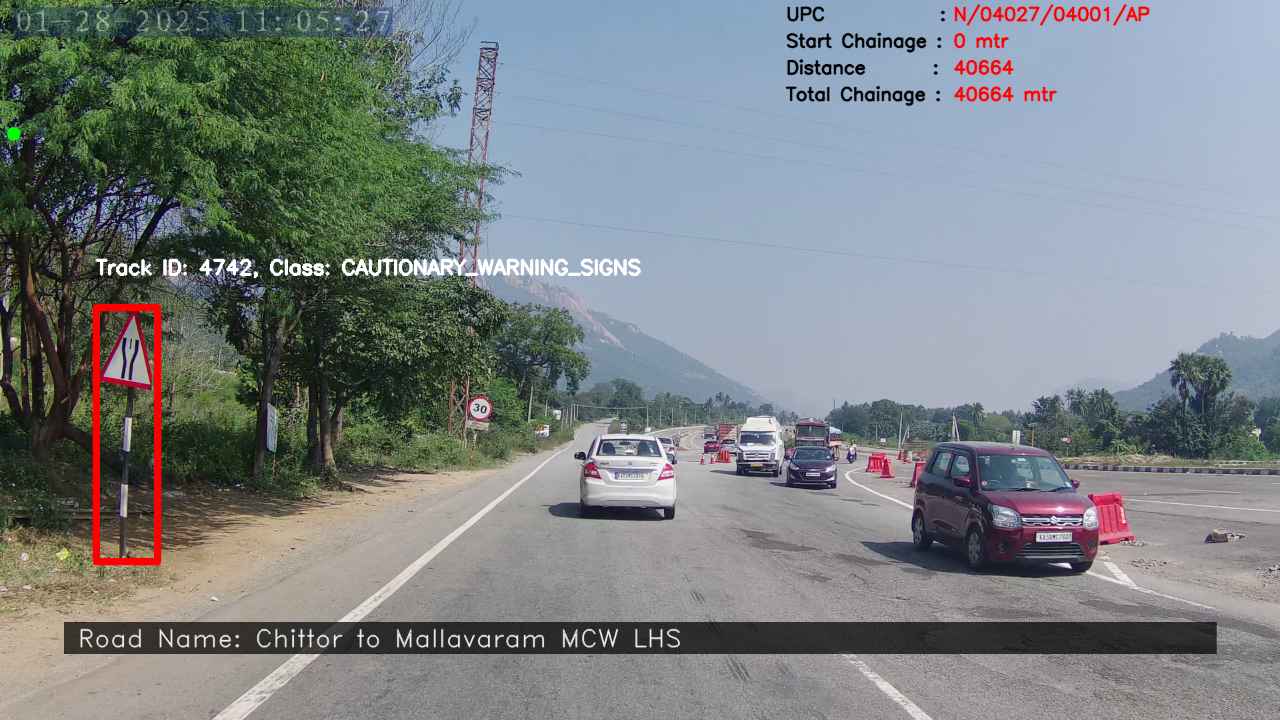 01-28-2025 11:05:27
UPC : N/04027/04001/AP
Start Chainage : 0 mtr
Distance : 40664
Total Chainage : 40664 mtr
Track ID: 4742, Class: CAUTIONARY_WARNING_SIGNS
30
Road Name: Chittor to Mallavaram MCW LHS